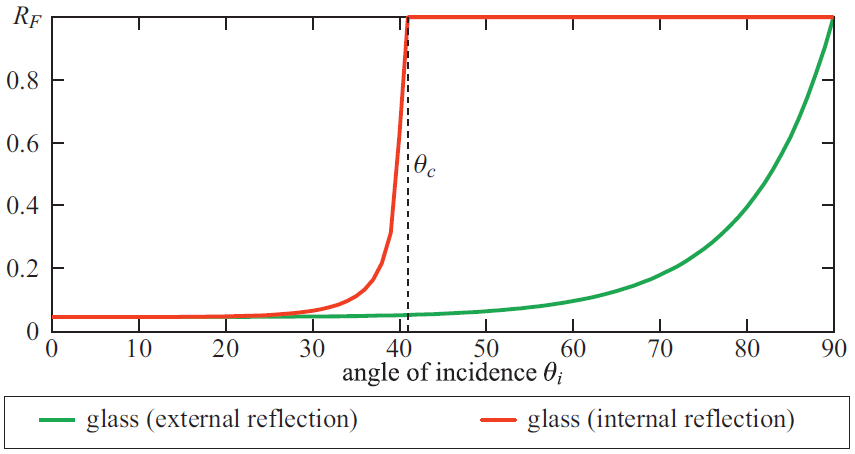 R_F
0.8
0.6
θ_c
0.4
0.2
0
0 10 20 30 40 50 60 70 80 90
angle of incidence θ_i
glass (external reflection) glass (internal reflection)